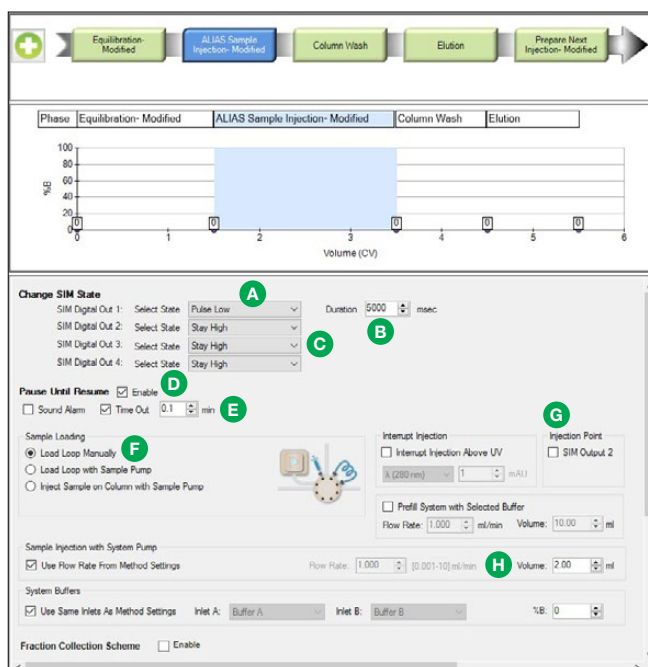 Equilibration- Modified
ALIAS Sample Injection- Modified
Column Wash
Elution
Prepare Next Injection- Modified
Phase Equilibration- Modified ALIAS Sample Injection- Modified Column Wash Elution
100
80
60
40
20
0
%B
0 0 0 0 0
0 1 2 3 4 5 6
Volume (CV)
A
Change SIM State
SIM Digital Out 1: Select State Pulse Low Duration 5000 msec
B
SIM Digital Out 2: Select State Stay High
C
SIM Digital Out 3: Select State Stay High
SIM Digital Out 4: Select State Stay High
D
Pause Until Resume Enable
Sound Alarm Time Out 0.1 min E
G
Sample Loading F
Load Loop Manually
Load Loop with Sample Pump
Inject Sample on Column with Sample Pump
Interrupt Injection
Interrupt Injection Above UV
λ (280 nm) 1 mAU
Injection Point
SIM Output 2
Prefill System with Selected Buffer
Flow Rate: 1.000 ml/min Volume: 10.00 ml
Sample Injection with System Pump
Use Flow Rate From Method Settings Flow Rate: 1.000 [0.001-10] ml/min H Volume: 2.00 ml
System Buffers
Use Same Inlets As Method Settings Inlet A: Buffer A Inlet B: Buffer B %B: 0
Fraction Collection Scheme Enable